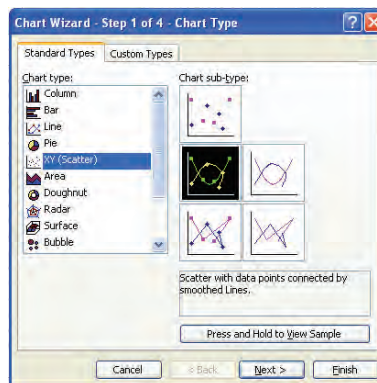 Chart Wizard - Step 1 of 4 - Chart Type
Standard Types
Custom Types
Chart type:
Column
Bar
Line
Pie
XY (Scatter)
Area
Doughnut
Radar
Surface
Bubble
Chart sub-type:
Scatter with data points connected by
smoothed Lines.
Press and Hold to View Sample
Cancel
< Back
Next >
Finish